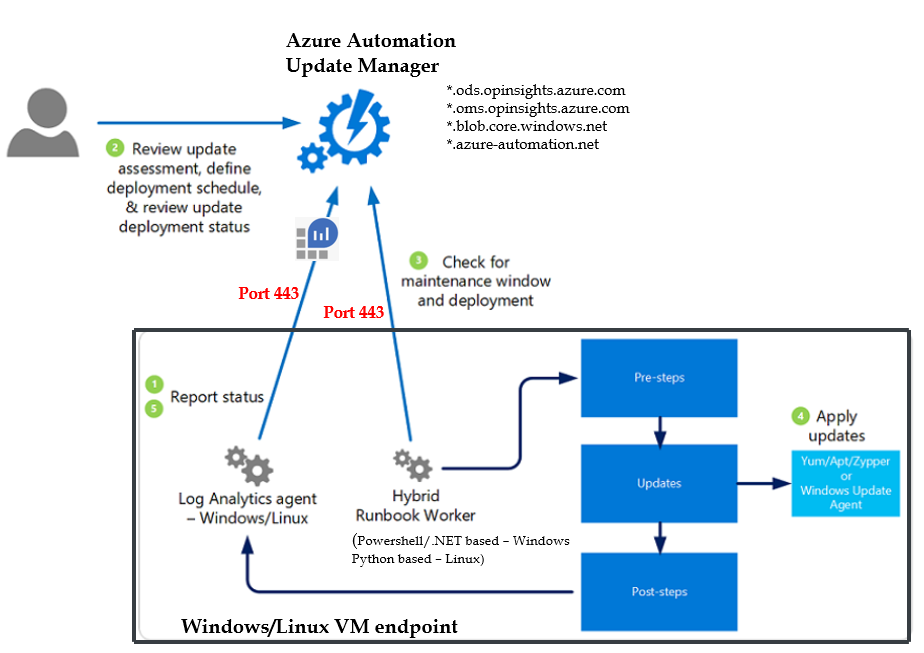 Azure Automation
Update Manager
*.ods.opinsights.azure.com
*.oms.opinsights.azure.com
*.blob.core.windows.net
*.azure-automation.net
2 Review update
assessment, define
deployment schedule,
& review update
deployment status
3 Check for
maintenance window
and deployment
Port 443
Port 443
1
5
Report status
Log Analytics agent
– Windows/Linux
Hybrid
Runbook Worker
(Powershell/.NET based – Windows
Python based – Linux)
Pre-steps
Updates
Post-steps
4 Apply
updates
Yum/Apt/Zypper
or
Windows Update
Agent
Windows/Linux VM endpoint